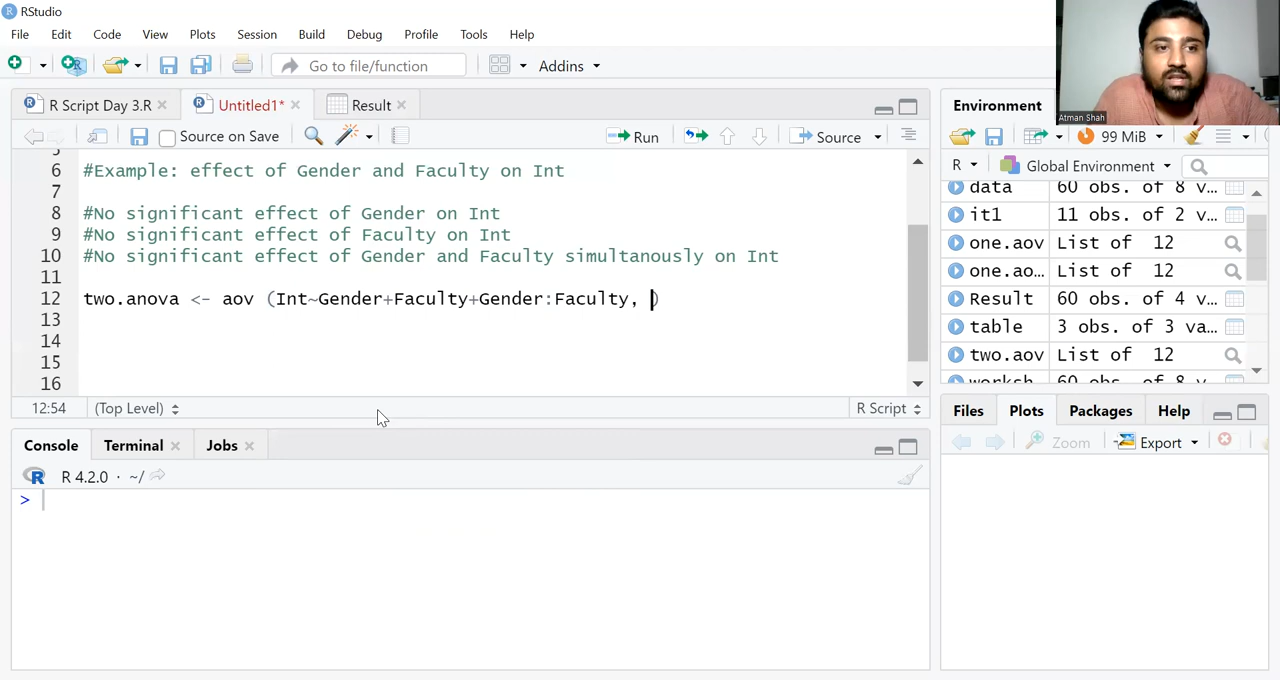 RStudio
File Edit Code View Plots Session Build Debug Profile Tools Help
Go to file/function Addins
R Script Day 3.R Untitled1* Result
Source on Save Run Source
6 #Example: effect of Gender and Faculty on Int
7
8 #No significant effect of Gender on Int
9 #No significant effect of Faculty on Int
10 #No significant effect of Gender and Faculty simultanously on Int
11
12 two.anova <- aov (Int~Gender+Faculty+Gender:Faculty, )
13
14
15
16
12:54 (Top Level) R Script
Console Terminal Jobs
R 4.2.0 · ~/
>
Atman Shah
Environment
99 MiB
R Global Environment
data 60 obs. of 8 v...
it1 11 obs. of 2 v...
one.aov List of 12
one.ao... List of 12
Result 60 obs. of 4 v...
table 3 obs. of 3 va...
two.aov List of 12
worksh 60 obs. of 8 v
Files Plots Packages Help
Zoom Export